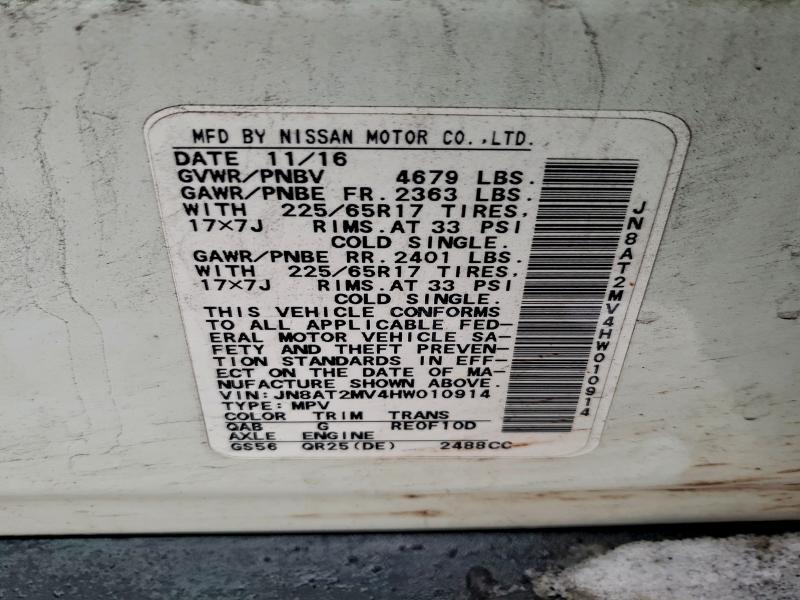 MFD BY NISSAN MOTOR CO.,LTD.
DATE 11/16
GVWR/PNBV 4679 LBS.
GAWR/PNBE FR. 2363 LBS.
WITH 225/65R17 TIRES,
17×7J RIMS.AT 33 PSI
COLD SINGLE.
GAWR/PNBE RR. 2401 LBS.
WITH 225/65R17 TIRES,
17×7J RIMS.AT 33 PSI
COLD SINGLE.
THIS VEHICLE CONFORMS
TO ALL APPLICABLE FED-
ERAL MOTOR VEHICLE SA-
FETY AND THEFT PREVEN-
TION STANDARDS IN EFF-
ECT ON THE DATE OF MA-
NUFACTURE SHOWN ABOVE.
VIN: JN8AT2MV4HW010914
TYPE: MPV
COLOR TRIM TRANS
QAB G RE0F10D
AXLE ENGINE
GS56 QR25(DE) 2488CC
JN8AT2MV4HW010914